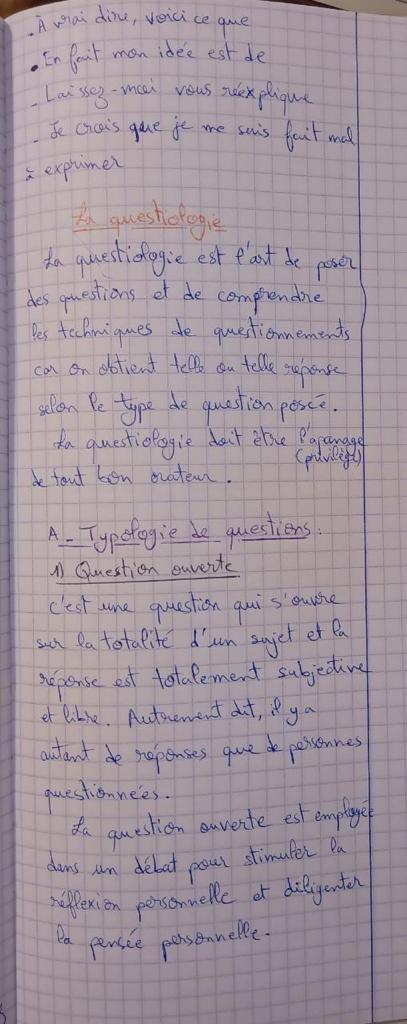 . À vrai dire, voici ce que
. En fait mon idée est de
- Laissez-moi vous réexplique
- Je crois que je me suis fait mal
à exprimer
La questiologie
La questiologie est l'art de poser
des questions et de comprendre
les techniques de questionnements
car on obtient telle ou telle réponse
selon le type de question posée.
La questiologie doit être l'apanage
(privilège)
de tout bon orateur.
A - Typologie de questions :
1) Question ouverte
C'est une question qui s'ouvre
sur la totalité d'un sujet et la
réponse est totalement subjective
et libre. Autrement dit, il y a
autant de réponses que de personnes
questionnées.
La question ouverte est employée
dans un débat pour stimuler la
réflexion personnelle et diligenter
la pensée personnelle.